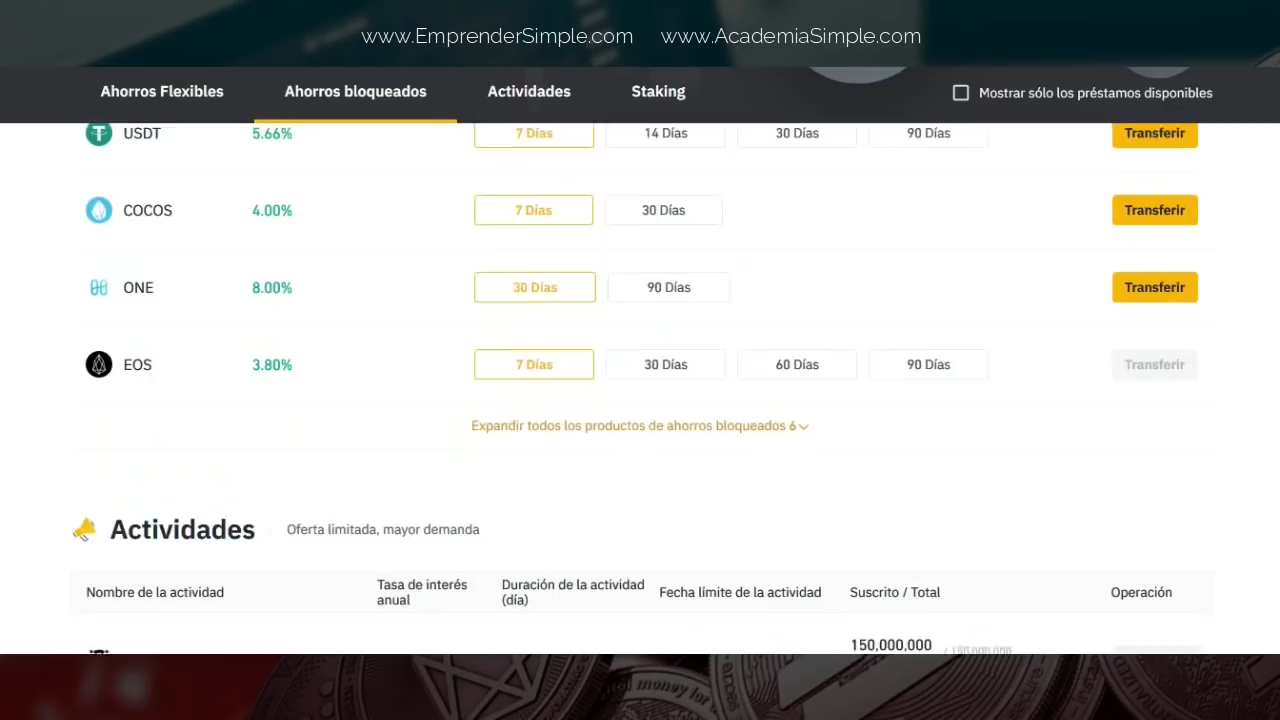 www.EmprenderSimple.com www.AcademiaSimple.com
Ahorros Flexibles Ahorros bloqueados Actividades Staking Mostrar sólo los préstamos disponibles
USDT 5.66% 7 Días 14 Días 30 Días 90 Días Transferir
COCOS 4.00% 7 Días 30 Días Transferir
ONE 8.00% 30 Días 90 Días Transferir
EOS 3.80% 7 Días 30 Días 60 Días 90 Días Transferir
Expandir todos los productos de ahorros bloqueados 6
Actividades Oferta limitada, mayor demanda
Nombre de la actividad Tasa de interés anual Duración de la actividad (día) Fecha límite de la actividad Suscrito / Total Operación
150,000,000
money for